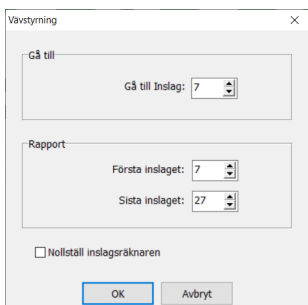 Vävstyrning
Gå till
Gå till Inslag: 7
Rapport
Första inslaget: 7
Sista inslaget: 27
Nollställ inslagsräknaren
OK Avbryt